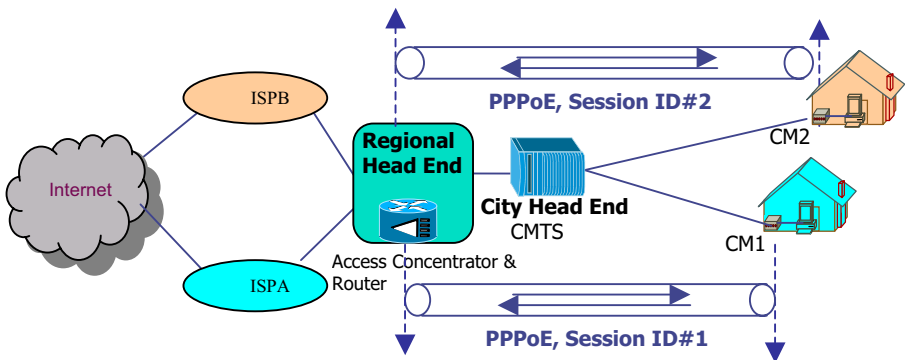 PPPoE, Session ID#2
ISPB
Regional
Head End
CM2
Internet
City Head End
CMTS
CM1
Access Concentrator &
Router
ISPA
PPPoE, Session ID#1